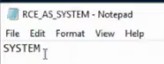 RCE_AS_SYSTEM - Notepad
File Edit Format View Help
SYSTEM